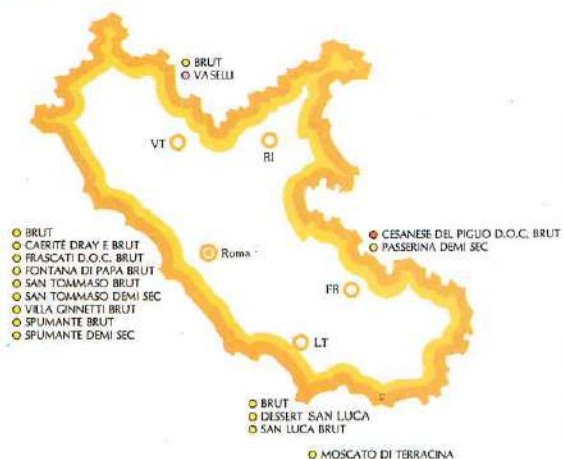 BRUT
VASELLI
VT
RI
BRUT
CAERITE DRAY E BRUT
FRASCATI D.O.C. BRUT
FONTANA DI PAPA BRUT
SAN TOMMASO BRUT
SAN TOMMASO DEMI SEC
VILLA GINNETTI BRUT
SPUMANTE BRUT
SPUMANTE DEMI SEC
Roma
CESANESE DEL PIGLIO D.O.C. BRUT
PASSERINA DEMI SEC
FR
LT
BRUT
DESSERT SAN LUCA
SAN LUCA BRUT
MOSCATO DI TERRACINA